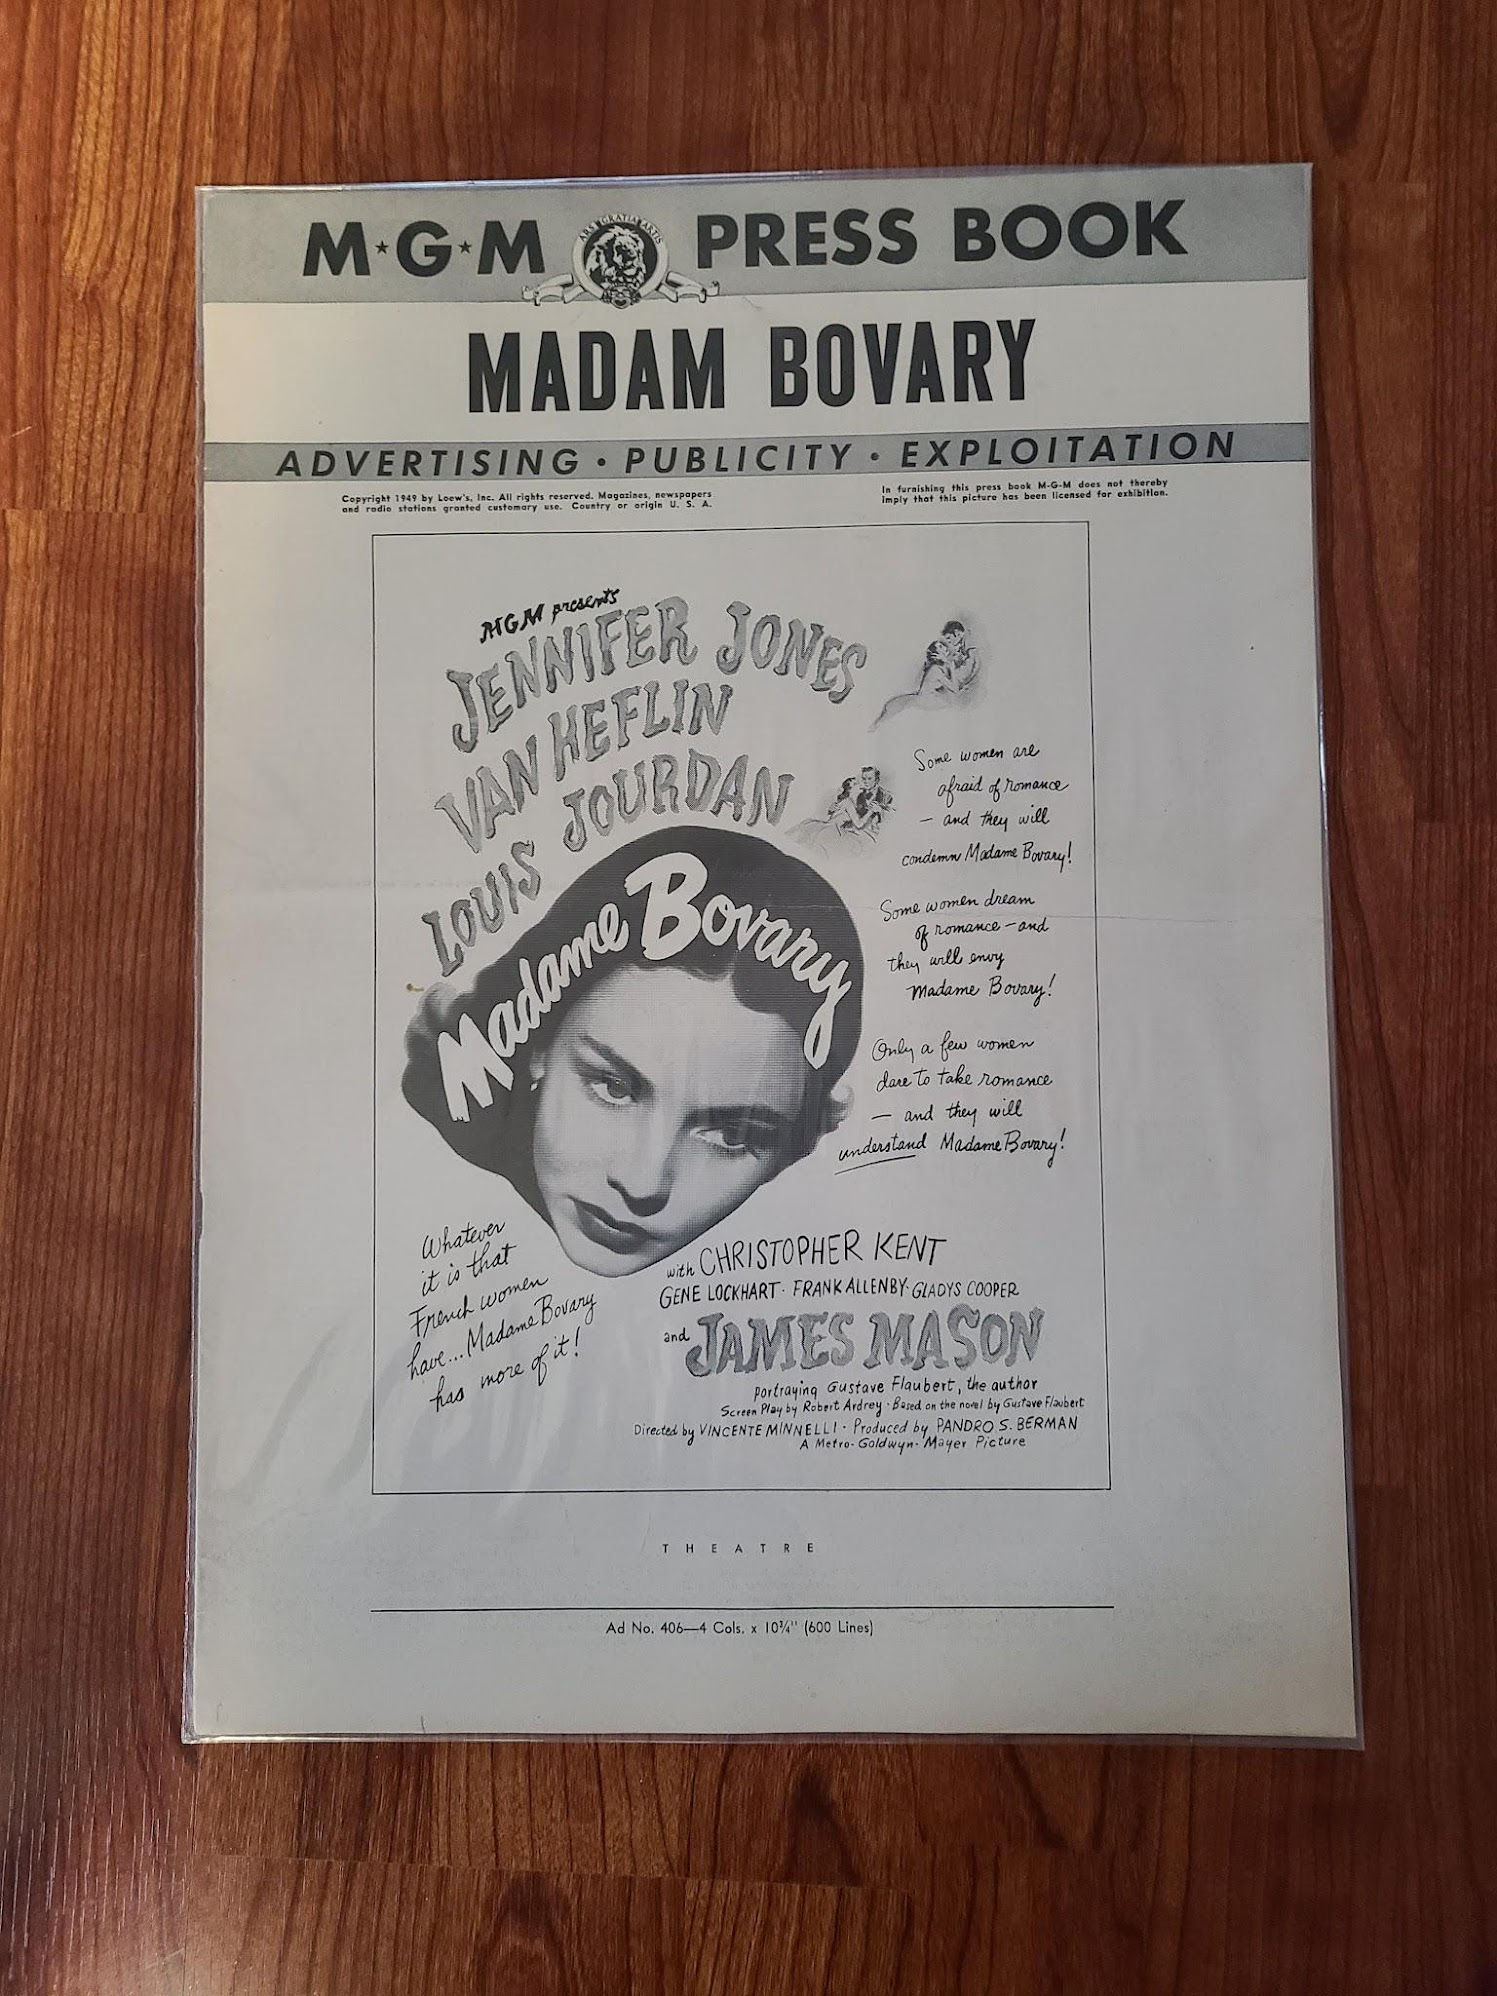 M★G★M PRESS BOOK
ARS GRATIA ARTIS
MADAM BOVARY
ADVERTISING • PUBLICITY • EXPLOITATION
Copyright 1949 by Loew's, Inc. All rights reserved. Magazines, newspapers
and radio stations granted customary use. Country or origin U. S. A.
In furnishing this press book M-G-M does not thereby
imply that this picture has been licensed for exhibition.
MGM presents
JENNIFER JONES
VAN HEFLIN
LOUIS JOURDAN
Madame Bovary
Some women are
afraid of romance
— and they will
condemn Madame Bovary!
Some women dream
of romance — and
they will envy
Madame Bovary!
Only a few women
dare to take romance
— and they will
understand Madame Bovary!
Whatever
it is that
French women
have... Madame Bovary
has more of it!
with CHRISTOPHER KENT
GENE LOCKHART · FRANK ALLENBY · GLADYS COOPER
and JAMES MASON
portraying Gustave Flaubert, the author
Screen Play by Robert Ardrey · Based on the novel by Gustave Flaubert
Directed by VINCENTE MINNELLI · Produced by PANDRO S. BERMAN
A Metro-Goldwyn-Mayer Picture
THEATRE
Ad No. 406—4 Cols. x 10¾" (600 Lines)